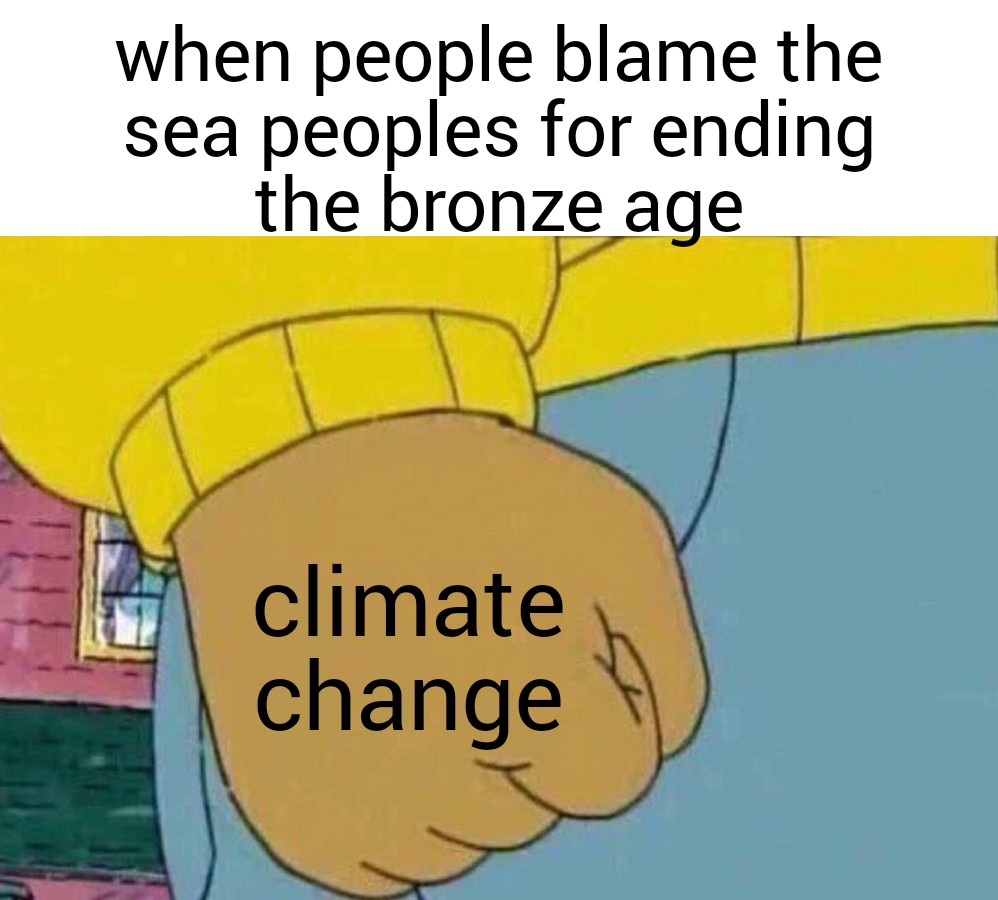 when people blame the
sea peoples for ending
the bronze age
climate
change